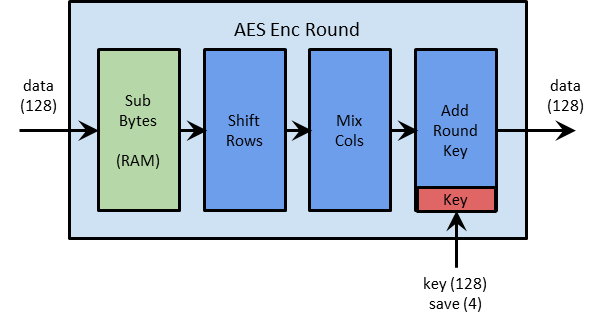 AES Enc Round
data
(128)
Sub
Bytes
(RAM)
Shift
Rows
Mix
Cols
Add
Round
Key
Key
data
(128)
key (128)
save (4)